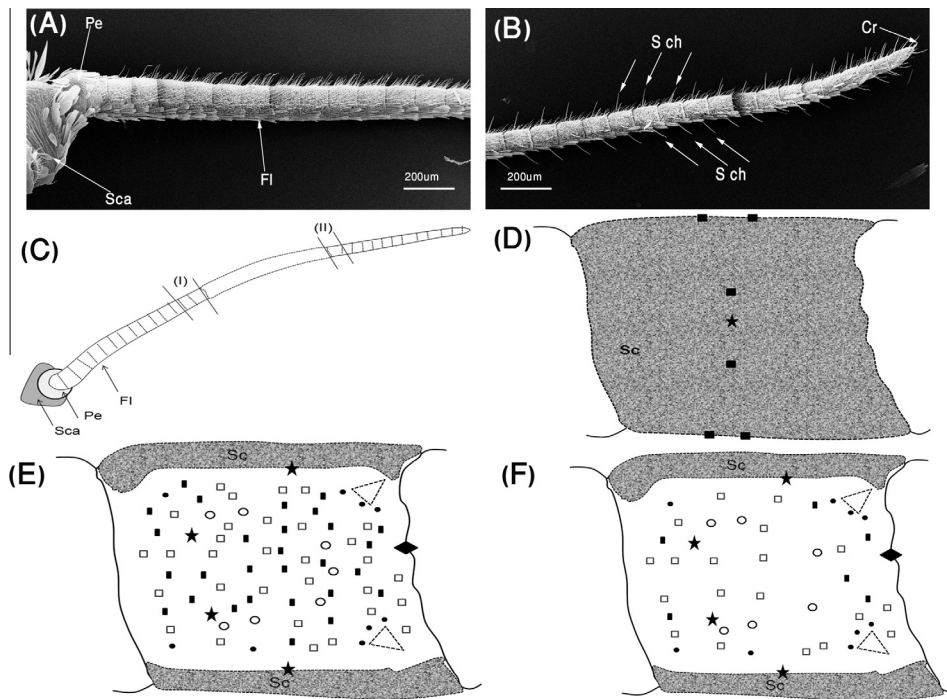 (A)
Pe
Sca
Fl
200um
(B)
S ch
Cr
S ch
200um
(C)
(I)
(II)
Fl
Pe
Sca
(D)
Sc
(E)
Sc
Sc
(F)
Sc
Sc